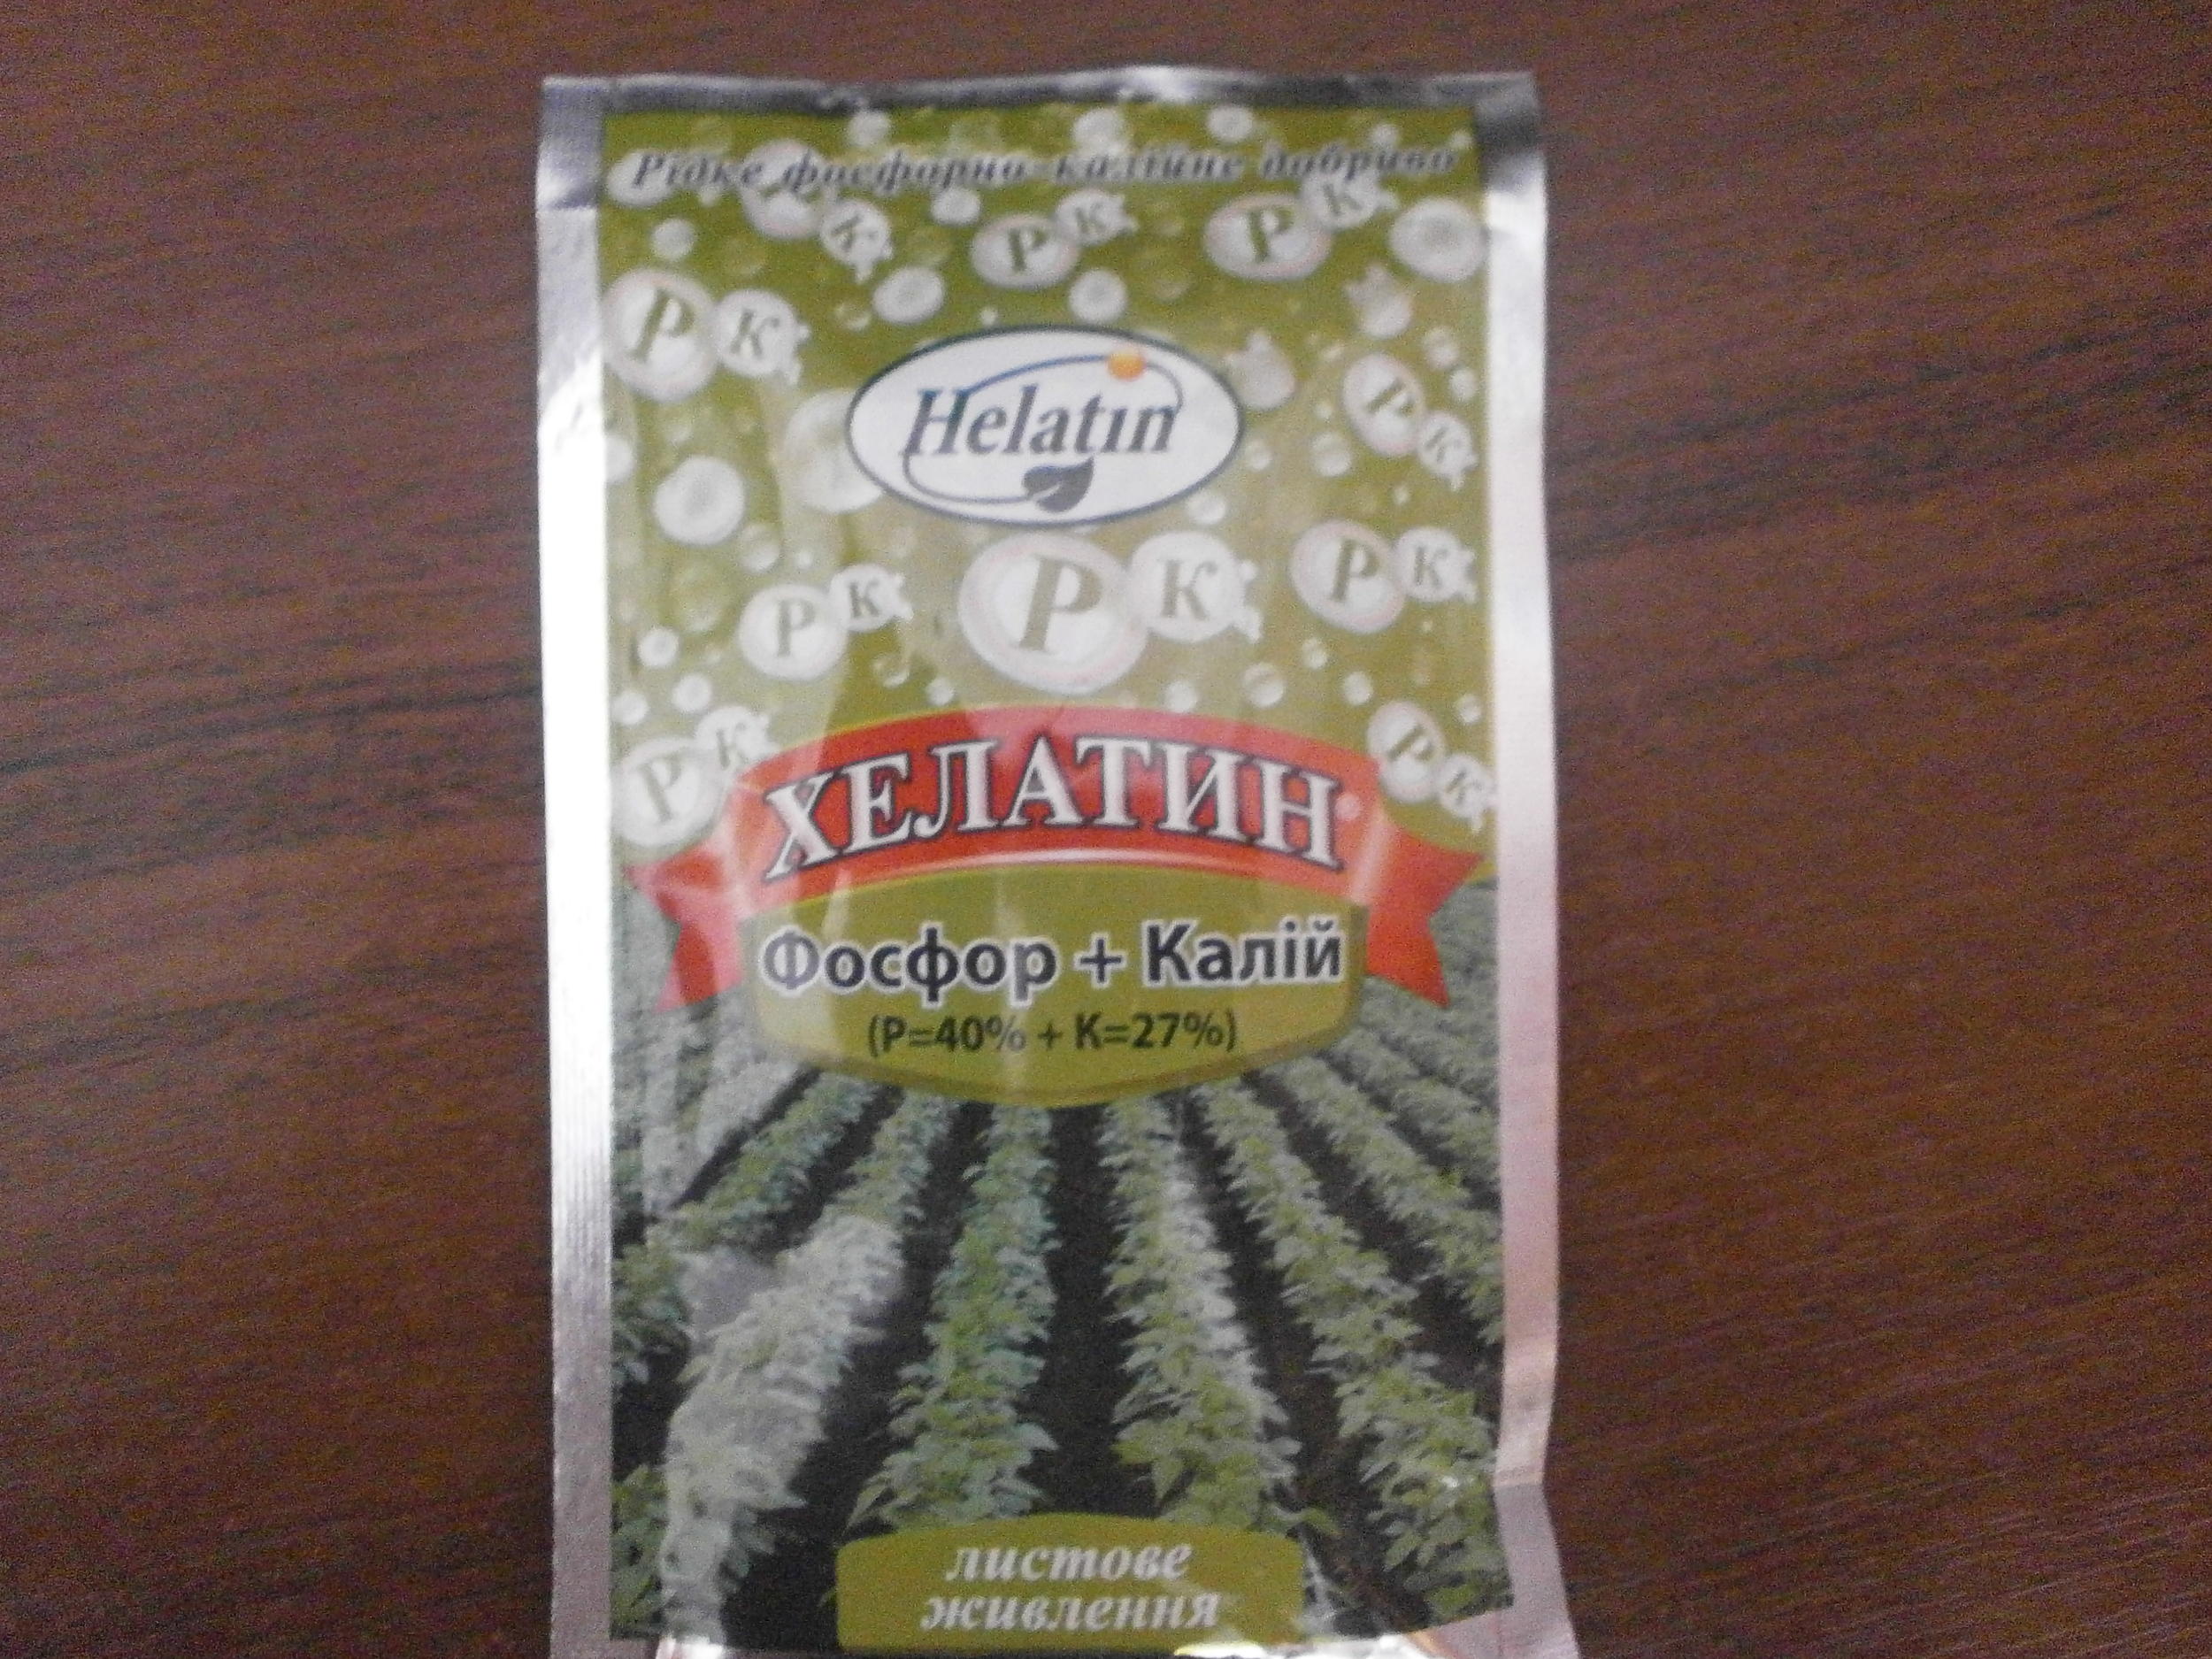 Рідке фосфорно-калійне добриво
К
Р К
Р К
Р К
Helatin
Р К
Р К
Р К
Р К
Р К
Р К
ХЕЛАТИН
Фосфор + Калій
(Р=40% + К=27%)
листове
живлення